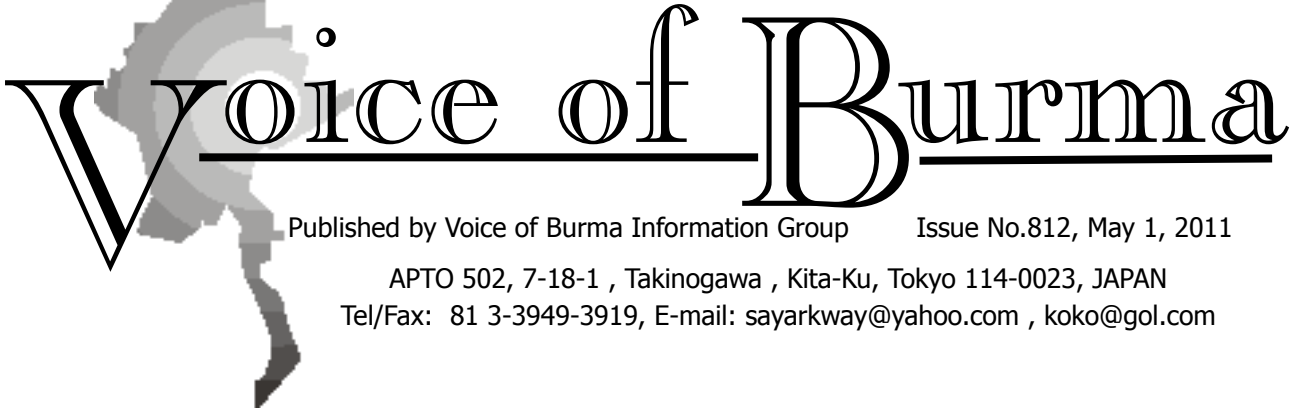 Voice of Burma
Published by Voice of Burma Information Group Issue No.812, May 1, 2011
APTO 502, 7-18-1 , Takinogawa , Kita-Ku, Tokyo 114-0023, JAPAN
Tel/Fax: 81 3-3949-3919, E-mail: sayarkway@yahoo.com , koko@gol.com